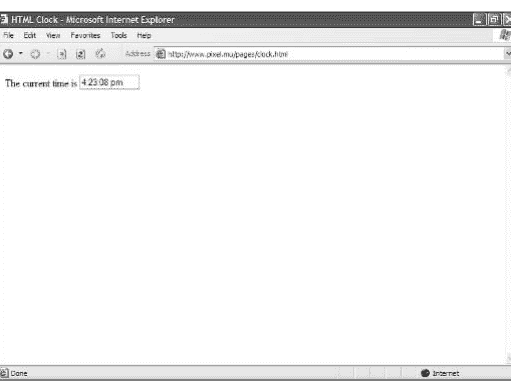 HTML Clock - Microsoft Internet Explorer
File Edit View Favorites Tools Help
Address http://www.pixel.mu/pages/clock.html
The current time is 4:23:08 pm
Done Internet